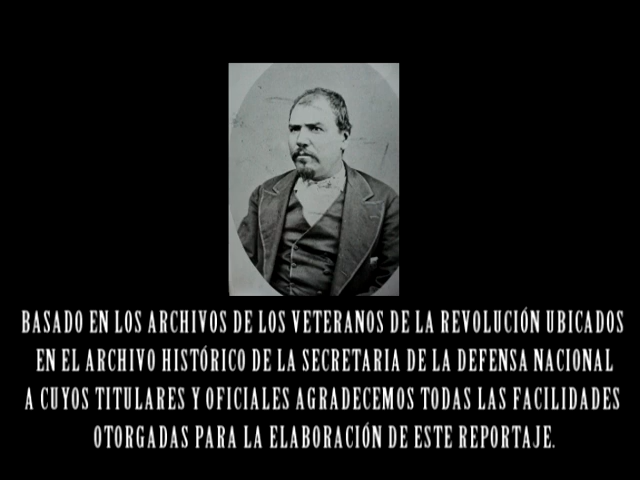 BASADO EN LOS ARCHIVOS DE LOS VETERANOS DE LA REVOLUCIÓN UBICADOS
EN EL ARCHIVO HISTÓRICO DE LA SECRETARIA DE LA DEFENSA NACIONAL
A CUYOS TITULARES Y OFICIALES AGRADECEMOS TODAS LAS FACILIDADES
OTORGADAS PARA LA ELABORACIÓN DE ESTE REPORTAJE.